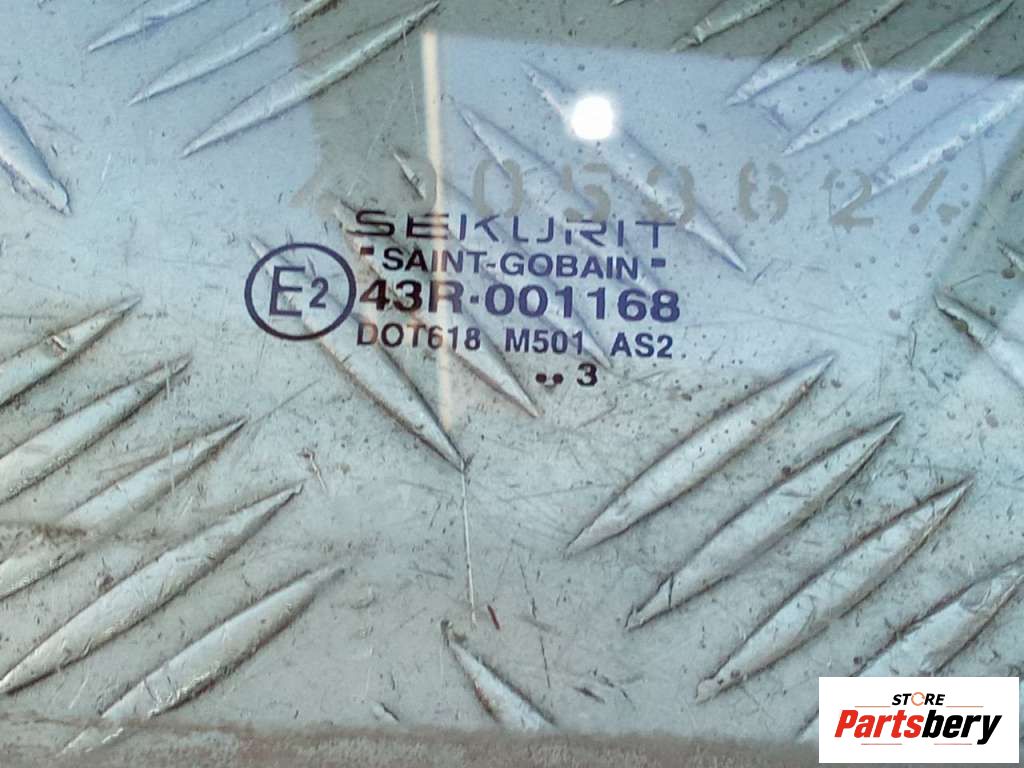 SEKURIT
SAINT-GOBAIN
E2
43R-001168
DOT618 M501 AS2
.. 3
STORE
Partsbery